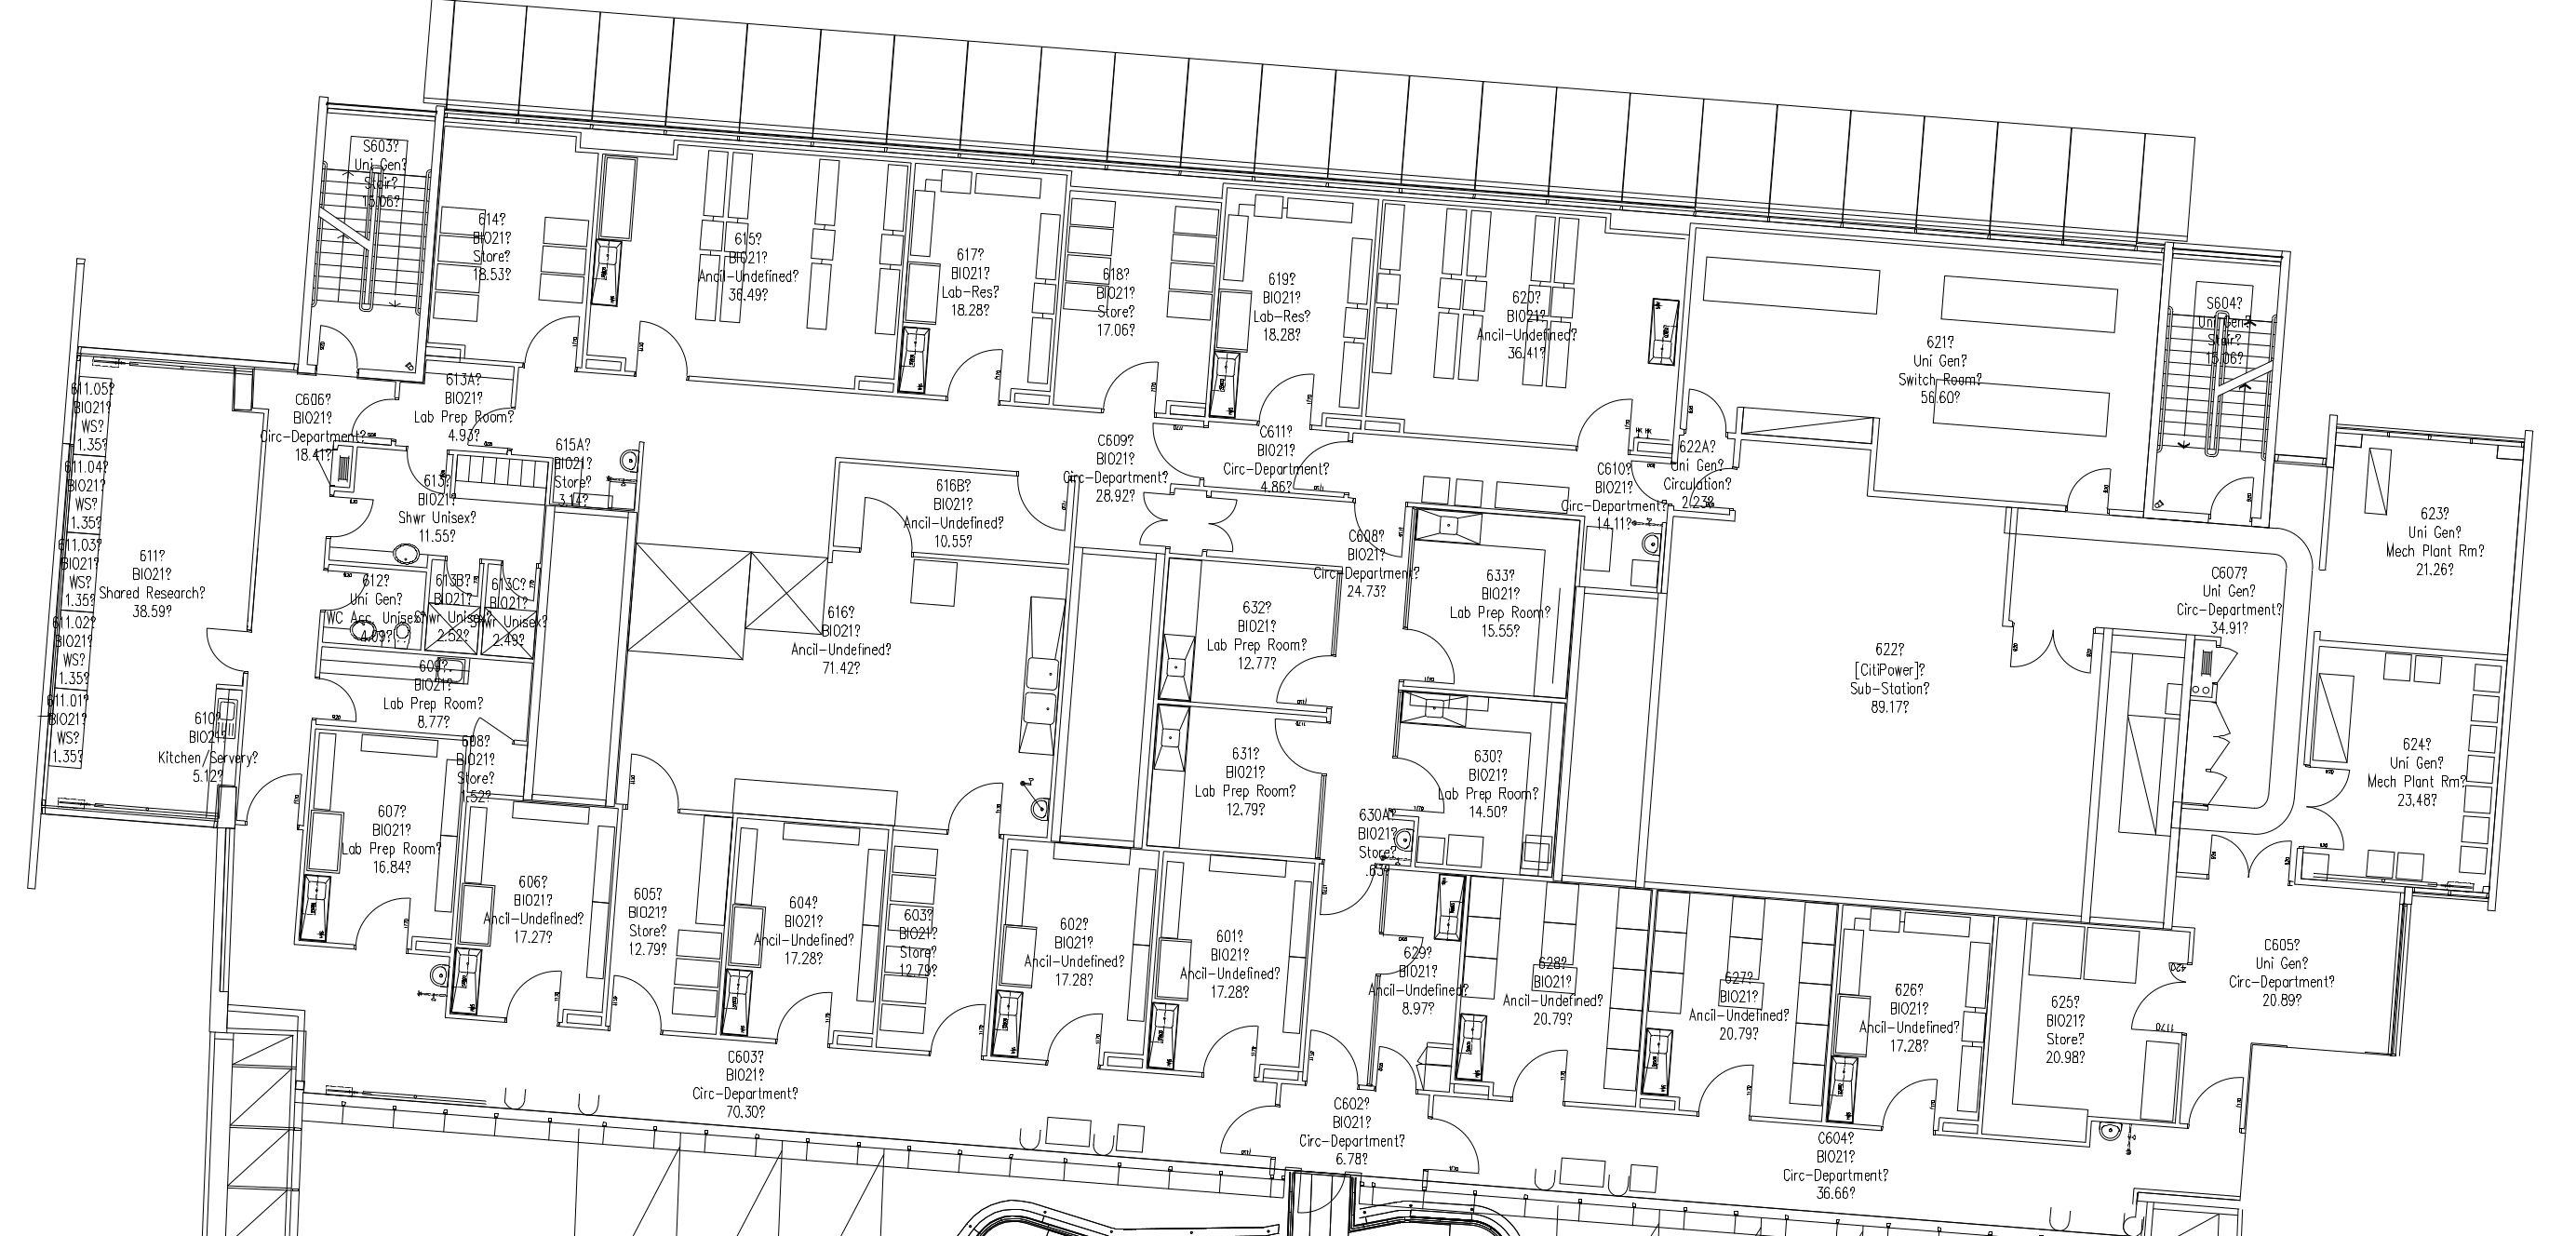 S603?
Uni Gen?
Stair?
15.06?
614?
BIO21?
Store?
18.53?
615?
BIO21?
Ancil-Undefined?
36.49?
617?
BIO21?
Lab-Res?
18.28?
618?
BIO21?
Store?
17.06?
619?
BIO21?
Lab-Res?
18.28?
620?
BIO21?
Ancil-Undefined?
36.41?
621?
Uni Gen?
Switch Room?
56.60?
S604?
Uni Gen?
Stair?
15.06?
611.05?
BIO21?
WS?
1.35?
611.04?
BIO21?
WS?
1.35?
611.03?
BIO21?
WS?
1.35?
611.02?
BIO21?
WS?
1.35?
611.01?
BIO21?
WS?
1.35?
611?
BIO21?
Shared Research?
38.59?
610?
BIO21?
Kitchen/Servery?
5.12?
C606?
BIO21?
Circ-Department?
18.41?
613A?
BIO21?
Lab Prep Room?
4.93?
615A?
BIO21?
Store?
3.14?
613?
BIO21?
Shwr Unisex?
11.55?
612?
Uni Gen?
WC Acc. Unisex?
4.09?
613B?
BIO21?
Shwr Unisex?
2.52?
613C?
BIO21?
Shwr Unisex?
2.49?
609?
BIO21?
Lab Prep Room?
8.77?
608?
BIO21?
Store?
1.52?
616B?
BIO21?
Ancil-Undefined?
10.55?
616?
BIO21?
Ancil-Undefined?
71.42?
C609?
BIO21?
Circ-Department?
28.92?
C611?
BIO21?
Circ-Department?
4.86?
C608?
BIO21?
Circ-Department?
24.73?
C610?
BIO21?
Circ-Department?
14.11?
622A?
Uni Gen?
Circulation?
2.23?
632?
BIO21?
Lab Prep Room?
12.77?
633?
BIO21?
Lab Prep Room?
15.55?
631?
BIO21?
Lab Prep Room?
12.79?
630?
BIO21?
Lab Prep Room?
14.50?
630A?
BIO21?
Store?
.63?
622?
[CitiPower]?
Sub-Station?
89.17?
C607?
Uni Gen?
Circ-Department?
34.91?
623?
Uni Gen?
Mech Plant Rm?
21.26?
624?
Uni Gen?
Mech Plant Rm?
23.48?
607?
BIO21?
Lab Prep Room?
16.84?
606?
BIO21?
Ancil-Undefined?
17.27?
605?
BIO21?
Store?
12.79?
604?
BIO21?
Ancil-Undefined?
17.28?
603?
BIO21?
Store?
12.79?
602?
BIO21?
Ancil-Undefined?
17.28?
601?
BIO21?
Ancil-Undefined?
17.28?
629?
BIO21?
Ancil-Undefined?
8.97?
628?
BIO21?
Ancil-Undefined?
20.79?
627?
BIO21?
Ancil-Undefined?
20.79?
626?
BIO21?
Ancil-Undefined?
17.28?
625?
BIO21?
Store?
20.98?
420
1170
C605?
Uni Gen?
Circ-Department?
20.89?
C603?
BIO21?
Circ-Department?
70.30?
C602?
BIO21?
Circ-Department?
6.78?
C604?
BIO21?
Circ-Department?
36.66?